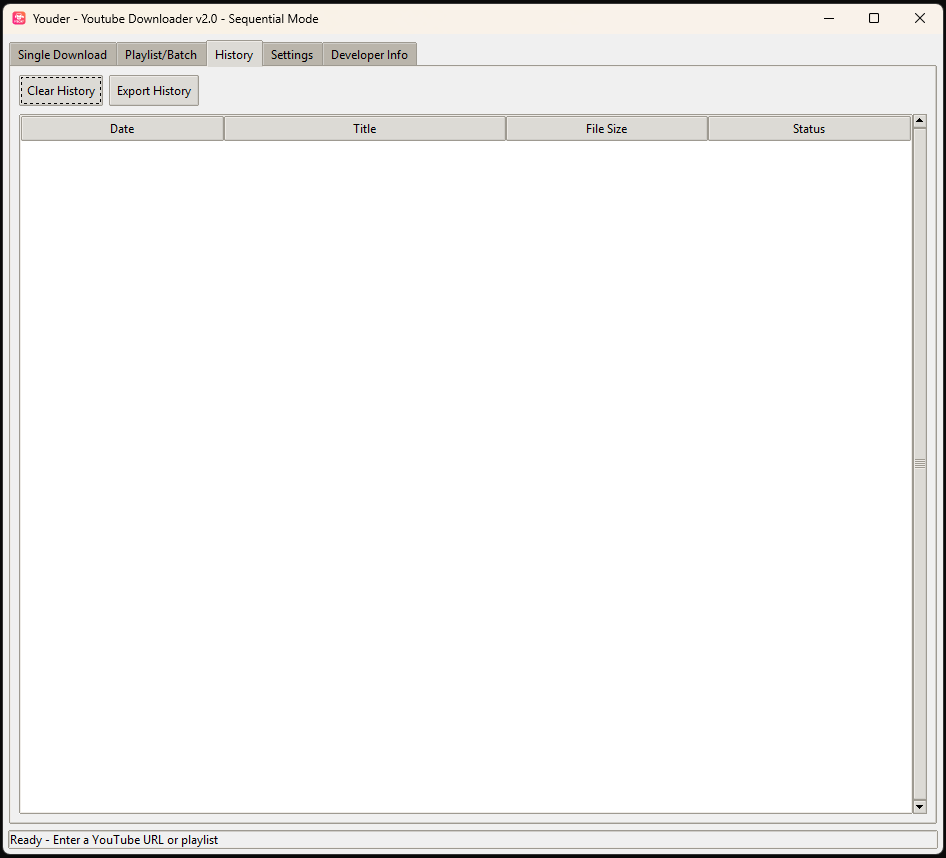 Youder - Youtube Downloader v2.0 - Sequential Mode
Single Download Playlist/Batch History Settings Developer Info
Clear History Export History
Date Title File Size Status
Ready - Enter a YouTube URL or playlist